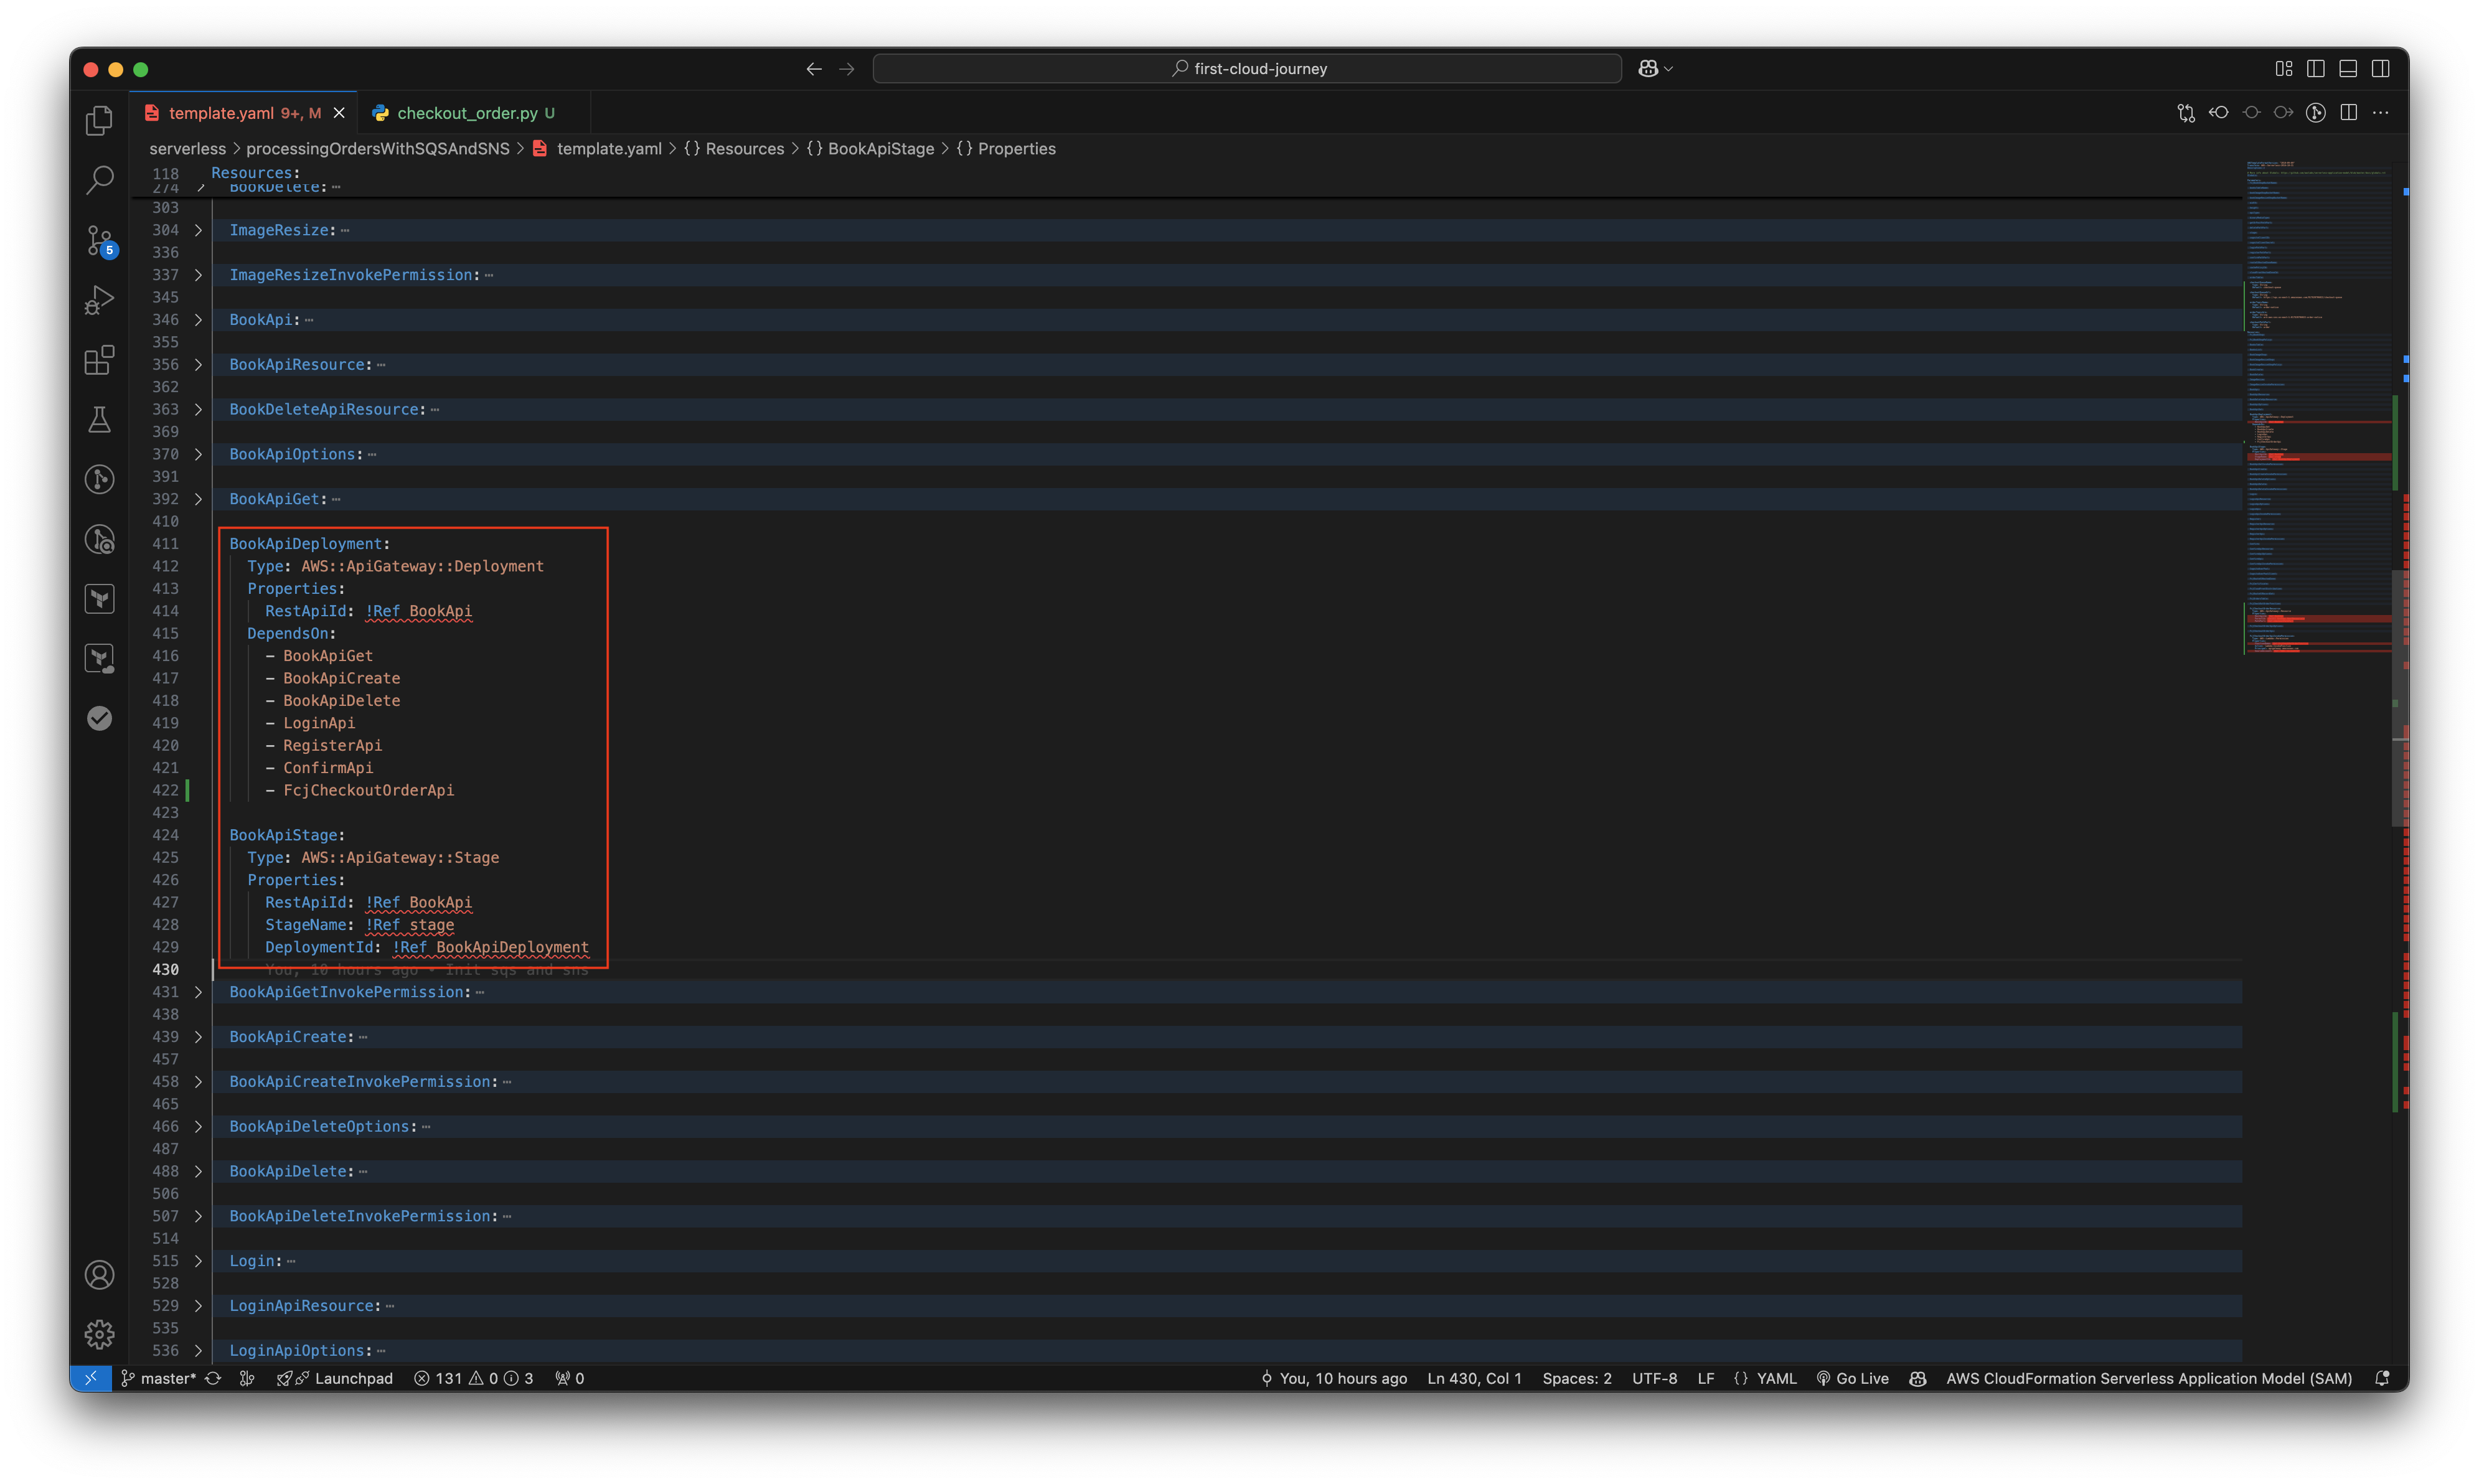 first-cloud-journey
template.yaml 9+, M
checkout_order.py U
serverless > processingOrdersWithSQSAndSNS > template.yaml > {} Resources > {} BookApiStage > {} Properties
118 Resources:
274 BookDelete: ⋯
303
304 ImageResize: ⋯
336
337 ImageResizeInvokePermission: ⋯
345
346 BookApi: ⋯
355
356 BookApiResource: ⋯
362
363 BookDeleteApiResource: ⋯
369
370 BookApiOptions: ⋯
391
392 BookApiGet: ⋯
410
411 BookApiDeployment:
412 Type: AWS::ApiGateway::Deployment
413 Properties:
414 RestApiId: !Ref BookApi
415 DependsOn:
416 - BookApiGet
417 - BookApiCreate
418 - BookApiDelete
419 - LoginApi
420 - RegisterApi
421 - ConfirmApi
422 - FcjCheckoutOrderApi
423
424 BookApiStage:
425 Type: AWS::ApiGateway::Stage
426 Properties:
427 RestApiId: !Ref BookApi
428 StageName: !Ref stage
429 DeploymentId: !Ref BookApiDeployment
430 You, 10 hours ago • Init sqs and sns
431 BookApiGetInvokePermission: ⋯
438
439 BookApiCreate: ⋯
457
458 BookApiCreateInvokePermission: ⋯
465
466 BookApiDeleteOptions: ⋯
487
488 BookApiDelete: ⋯
506
507 BookApiDeleteInvokePermission: ⋯
514
515 Login: ⋯
528
529 LoginApiResource: ⋯
535
536 LoginApiOptions: ⋯
5
master* Launchpad 131 0 3 0 You, 10 hours ago Ln 430, Col 1 Spaces: 2 UTF-8 LF {} YAML Go Live AWS CloudFormation Serverless Application Model (SAM)